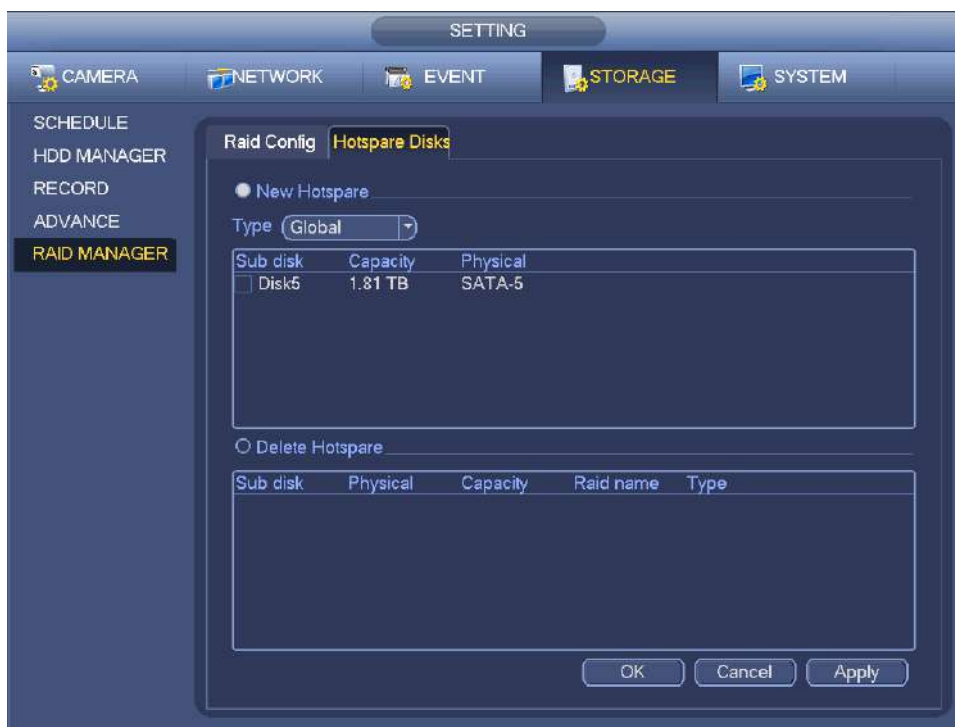 SETTING
CAMERA NETWORK EVENT STORAGE SYSTEM
SCHEDULE
HDD MANAGER
RECORD
ADVANCE
RAID MANAGER
Raid Config Hotspare Disks
New Hotspare
Type Global
Sub disk Capacity Physical
Disk5 1.81 TB SATA-5
Delete Hotspare
Sub disk Physical Capacity Raid name Type
OK Cancel Apply